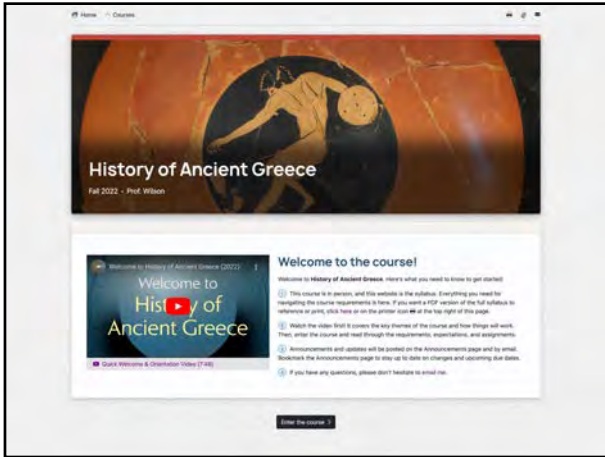 Home Courses
History of Ancient Greece
Fall 2022 - Prof. Wilson
Welcome to History of Ancient Greece (2022)
Welcome to
History of
Ancient Greece
Quick Welcome & Orientation Video (7:48)
Welcome to the course!
Welcome to History of Ancient Greece. Here's what you need to know to get started:
1 This course is in person, and this website is the syllabus. Everything you need for
navigating the course requirements is here. If you want a PDF version of the full syllabus to
reference or print, click here or on the printer icon at the top right of this page.
Watch the video first! It covers the key themes of the course and how things will work.
Then, enter the course and read through the requirements, expectations, and assignments.
Announcements and updates will be posted on the Announcements page and by email.
Bookmark the Announcements page to stay up to date on changes and upcoming due dates.
If you have any questions, please don't hesitate to email me.
Enter the course >